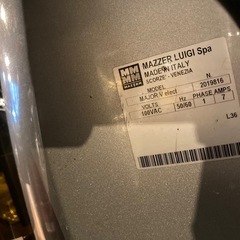 MAZZER LUIGI Spa
MADE IN ITALY
SCORZE' - VENEZIA
MODEL N.
MAJOR V elect 2019816
VOLTS Hz PHASE AMPS
100VAC 50/60 1 7
L36